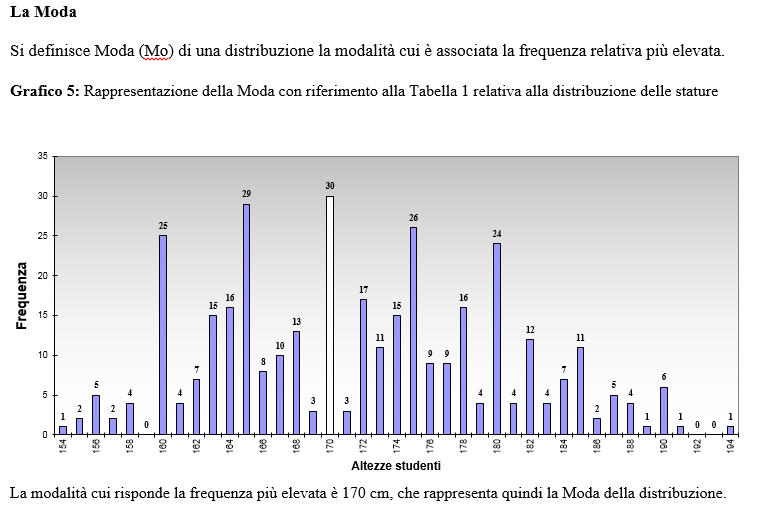 La Moda
Si definisce Moda (Mo) di una distribuzione la modalità cui è associata la frequenza relativa più elevata.
Grafico 5: Rappresentazione della Moda con riferimento alla Tabella 1 relativa alla distribuzione delle stature
35
30
25
20
15
10
5
0
Frequenza
1 2 5 2 4 0 25 4 7 15 16 29 8 10 13 3 30 3 17 11 15 26 9 9 16 4 24 4 12 4 7 11 2 5 4 1 6 1 0 0 1
154 156 158 160 162 164 166 168 170 172 174 176 178 180 182 184 186 188 190 192 194
Altezze studenti
La modalità cui risponde la frequenza più elevata è 170 cm, che rappresenta quindi la Moda della distribuzione.